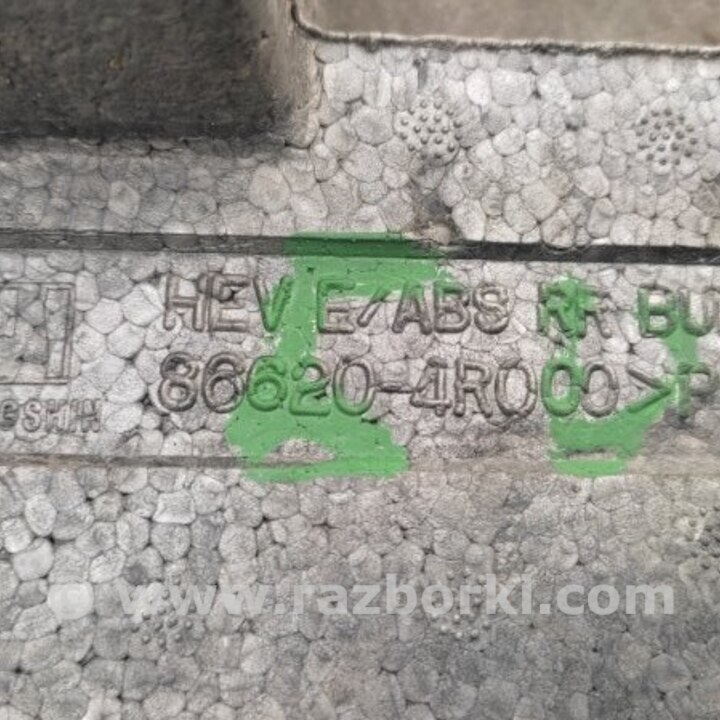 HEV E/ABS RR BU
86620-4R000 >P
www.razborki.com